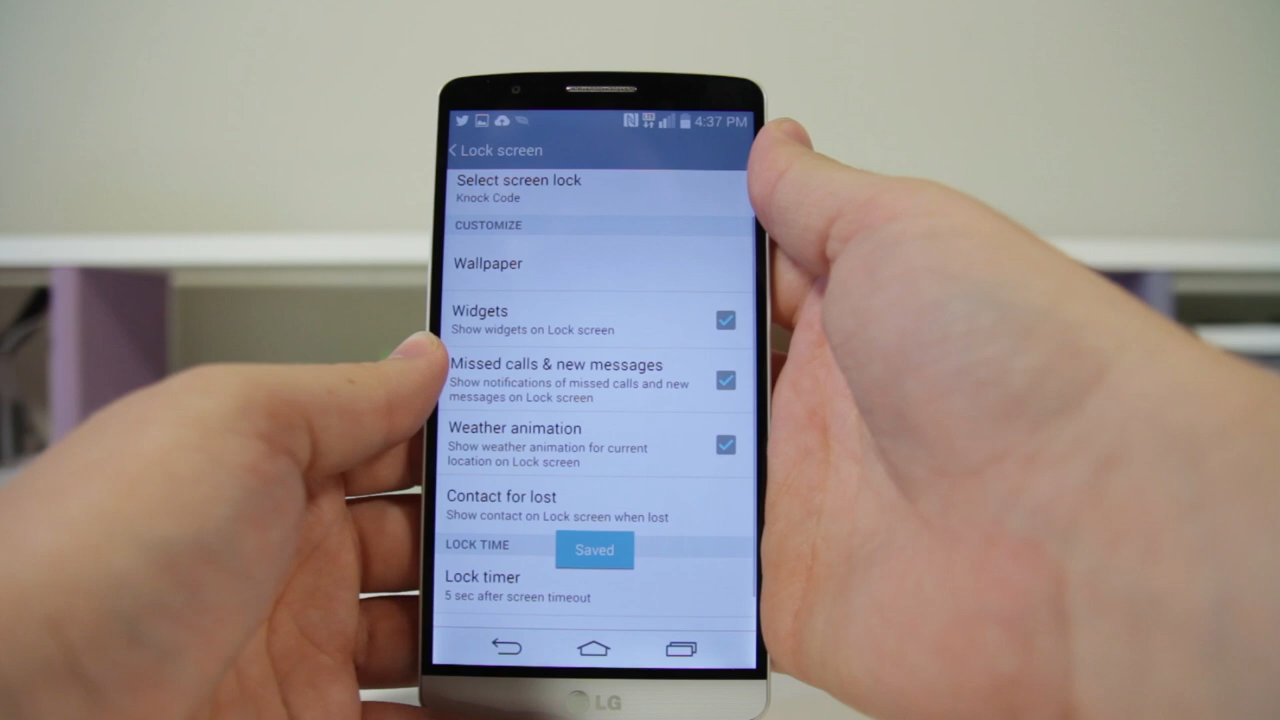 4:37 PM
Lock screen
Select screen lock
Knock Code
CUSTOMIZE
Wallpaper
Widgets
Show widgets on Lock screen
Missed calls & new messages
Show notifications of missed calls and new
messages on Lock screen
Weather animation
Show weather animation for current
location on Lock screen
Contact for lost
Show contact on Lock screen when lost
LOCK TIME
Saved
Lock timer
5 sec after screen timeout
LG